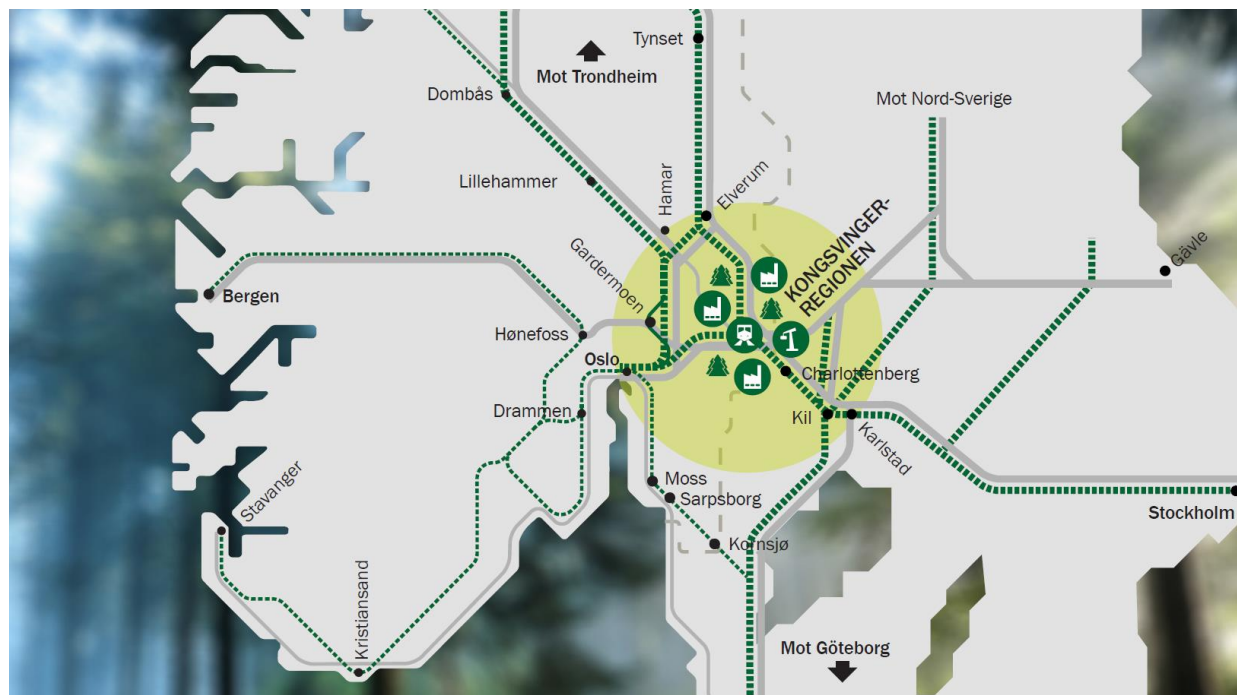 Tynset
Mot Trondheim
Dombås
Mot Nord-Sverige
Lillehammer
Hamar
Elverum
Gardermoen
KONGSVINGER-
REGIONEN
Gävle
Bergen
Hønefoss
Oslo
Charlottenberg
Drammen
Kil
Karlstad
Moss
Sarpsborg
Stavanger
Stockholm
Kornsjø
Kristiansand
Mot Göteborg